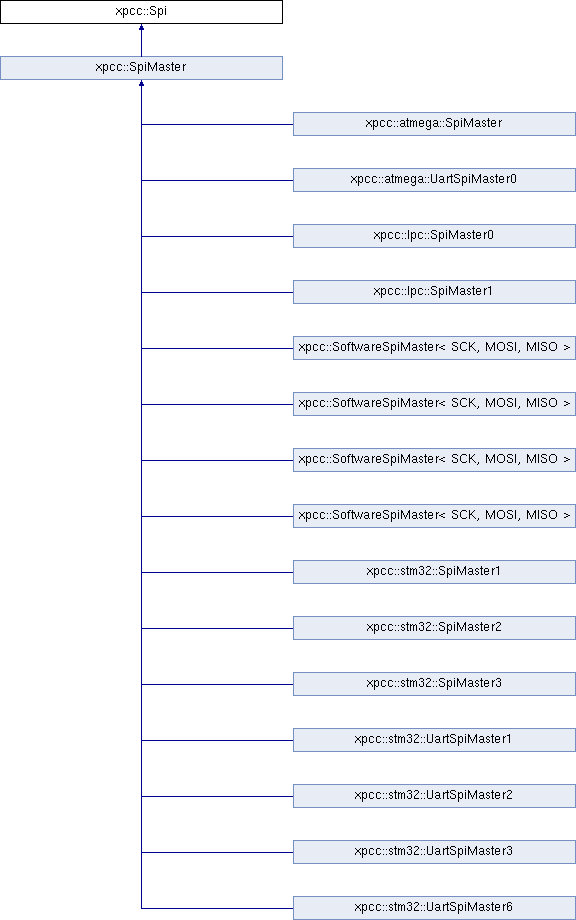 xpcc::Spi
xpcc::SpiMaster
xpcc::atmega::SpiMaster
xpcc::atmega::UartSpiMaster0
xpcc::lpc::SpiMaster0
xpcc::lpc::SpiMaster1
xpcc::SoftwareSpiMaster< SCK, MOSI, MISO >
xpcc::SoftwareSpiMaster< SCK, MOSI, MISO >
xpcc::SoftwareSpiMaster< SCK, MOSI, MISO >
xpcc::SoftwareSpiMaster< SCK, MOSI, MISO >
xpcc::stm32::SpiMaster1
xpcc::stm32::SpiMaster2
xpcc::stm32::SpiMaster3
xpcc::stm32::UartSpiMaster1
xpcc::stm32::UartSpiMaster2
xpcc::stm32::UartSpiMaster3
xpcc::stm32::UartSpiMaster6